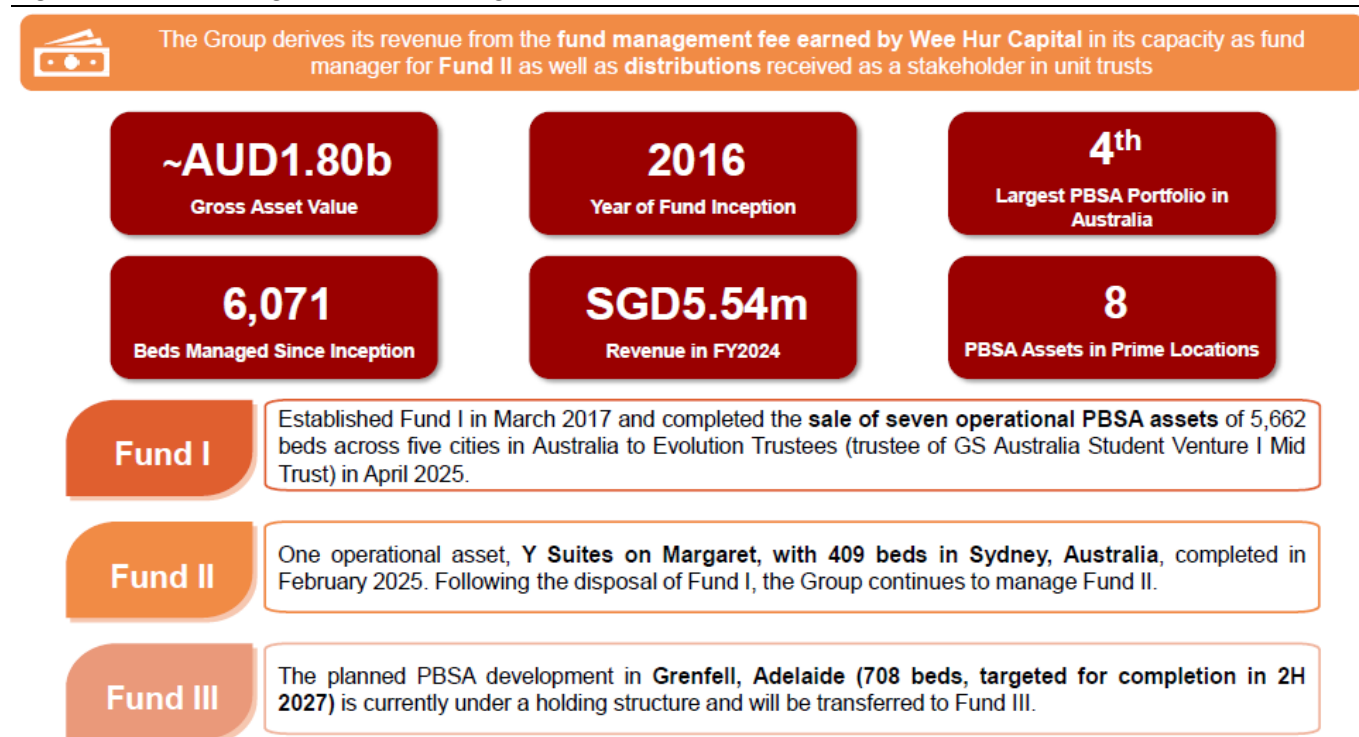 The Group derives its revenue from the fund management fee earned by Wee Hur Capital in its capacity as fund
manager for Fund II as well as distributions received as a stakeholder in unit trusts
~AUD1.80b
Gross Asset Value
2016
Year of Fund Inception
4th
Largest PBSA Portfolio in
Australia
6,071
Beds Managed Since Inception
SGD5.54m
Revenue in FY2024
8
PBSA Assets in Prime Locations
Fund I
Established Fund I in March 2017 and completed the sale of seven operational PBSA assets of 5,662
beds across five cities in Australia to Evolution Trustees (trustee of GS Australia Student Venture I Mid
Trust) in April 2025.
Fund II
One operational asset, Y Suites on Margaret, with 409 beds in Sydney, Australia, completed in
February 2025. Following the disposal of Fund I, the Group continues to manage Fund II.
Fund III
The planned PBSA development in Grenfell, Adelaide (708 beds, targeted for completion in 2H
2027) is currently under a holding structure and will be transferred to Fund III.